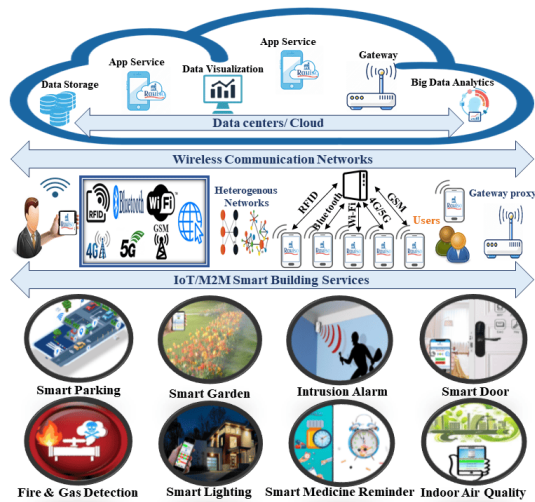 App Service
App Service
Gateway
Data Visualization
Data Storage
Big Data Analytics
Data centers/ Cloud
Wireless Communication Networks
RFID
Bluetooth
Wi Fi
Heterogenous
Networks
RFID
Bluetooth
Wi-Fi
4G/5G
GSM
Users
Gateway proxy
4G
5G
GSM
IoT/M2M Smart Building Services
Smart Parking
Smart Garden
Intrusion Alarm
Smart Door
Fire & Gas Detection
Smart Lighting
Smart Medicine Reminder
Indoor Air Quality